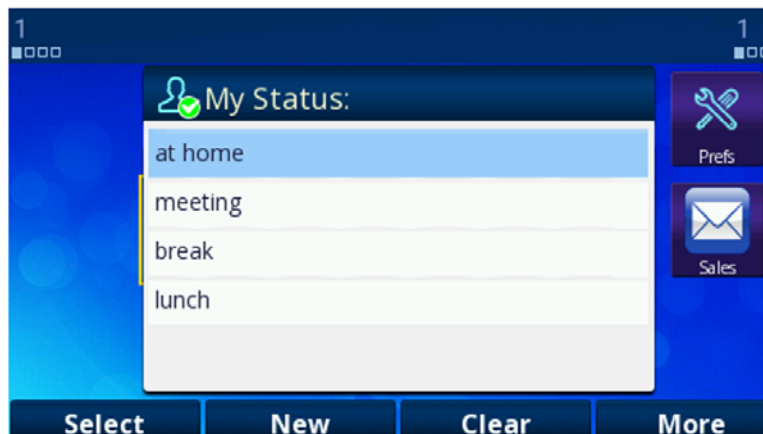 1 1
My Status:
at home
Prefs
meeting
break
Sales
lunch
Select New Clear More